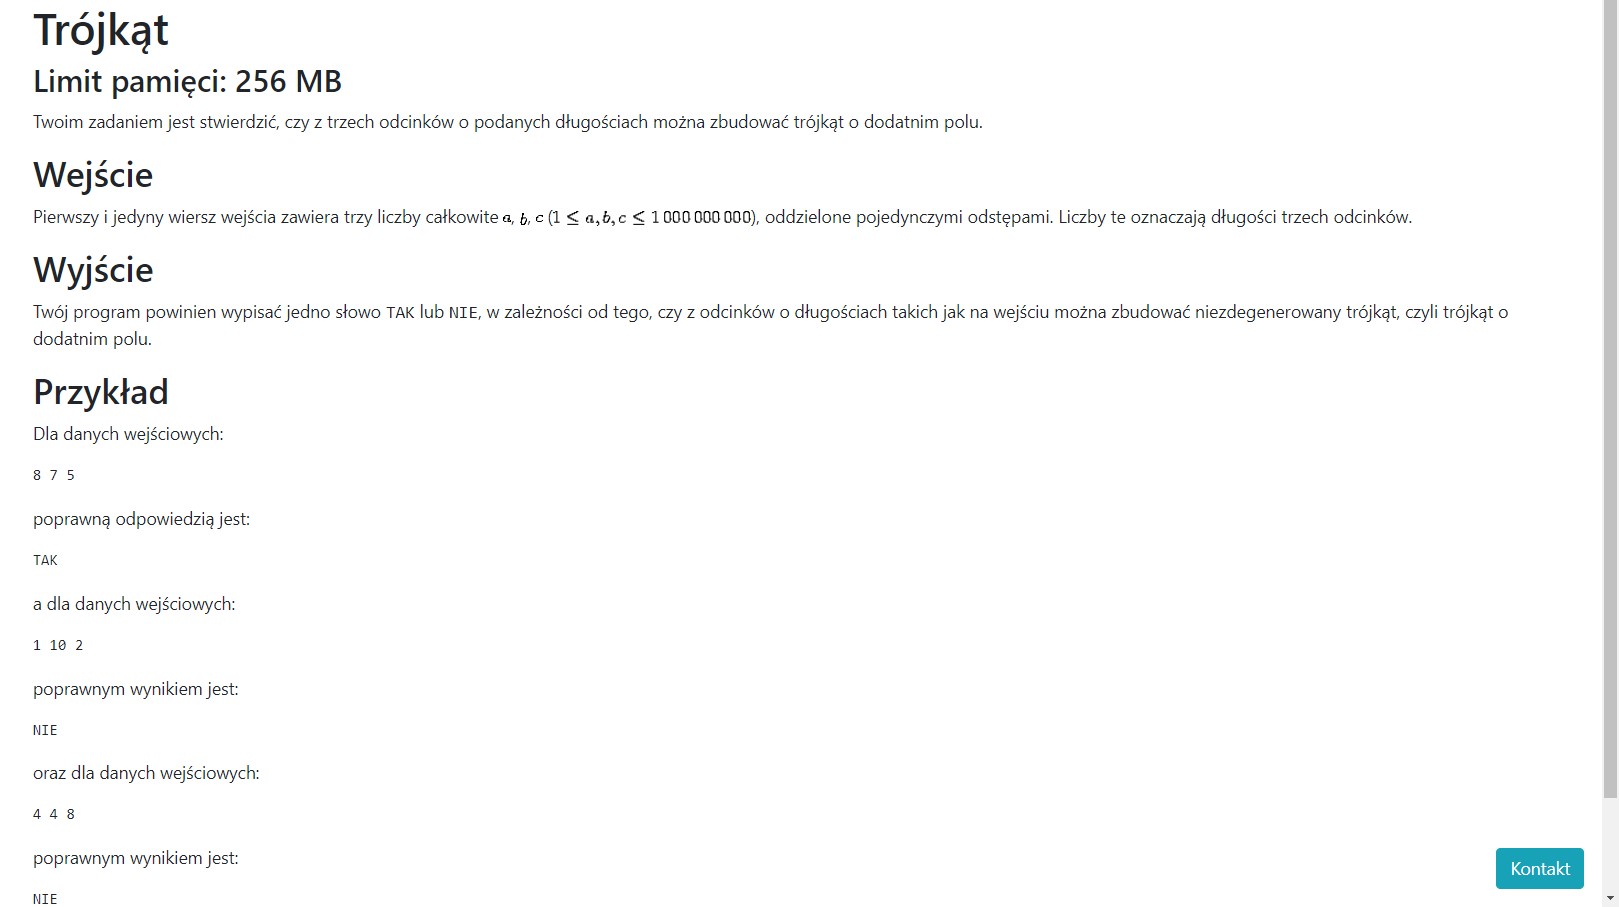 Trójkąt
Limit pamięci: 256 MB
Twoim zadaniem jest stwierdzić, czy z trzech odcinków o podanych długościach można zbudować trójkąt o dodatnim polu.
Wejście
Pierwszy i jedyny wiersz wejścia zawiera trzy liczby całkowite a, b, c (1 ≤ a, b, c ≤ 1 000 000 000), oddzielone pojedynczymi odstępami. Liczby te oznaczają długości trzech odcinków.
Wyjście
Twój program powinien wypisać jedno słowo TAK lub NIE, w zależności od tego, czy z odcinków o długościach takich jak na wejściu można zbudować niezdegenerowany trójkąt, czyli trójkąt o
dodatnim polu.
Przykład
Dla danych wejściowych:
8 7 5
poprawną odpowiedzią jest:
TAK
a dla danych wejściowych:
1 10 2
poprawnym wynikiem jest:
NIE
oraz dla danych wejściowych:
4 4 8
poprawnym wynikiem jest:
Kontakt
NIE